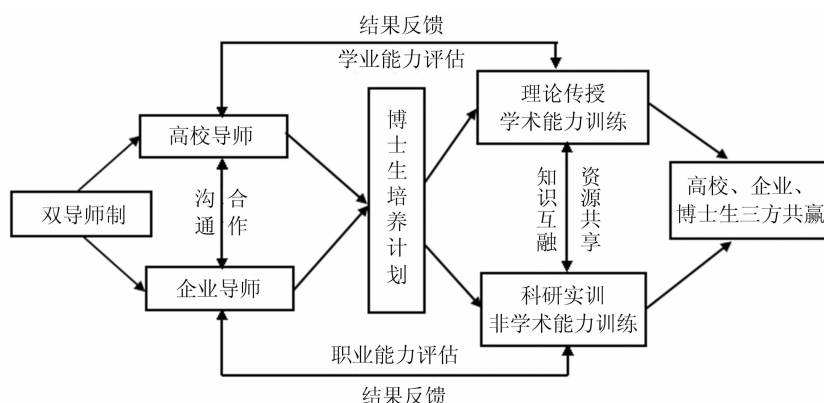 结果反馈
学业能力评估
理论传授
学术能力训练
高校导师
博士生培养计划
双导师制
沟通
合作
知识互融
资源共享
高校、企业、
博士生三方共赢
企业导师
科研实训
非学术能力训练
职业能力评估
结果反馈